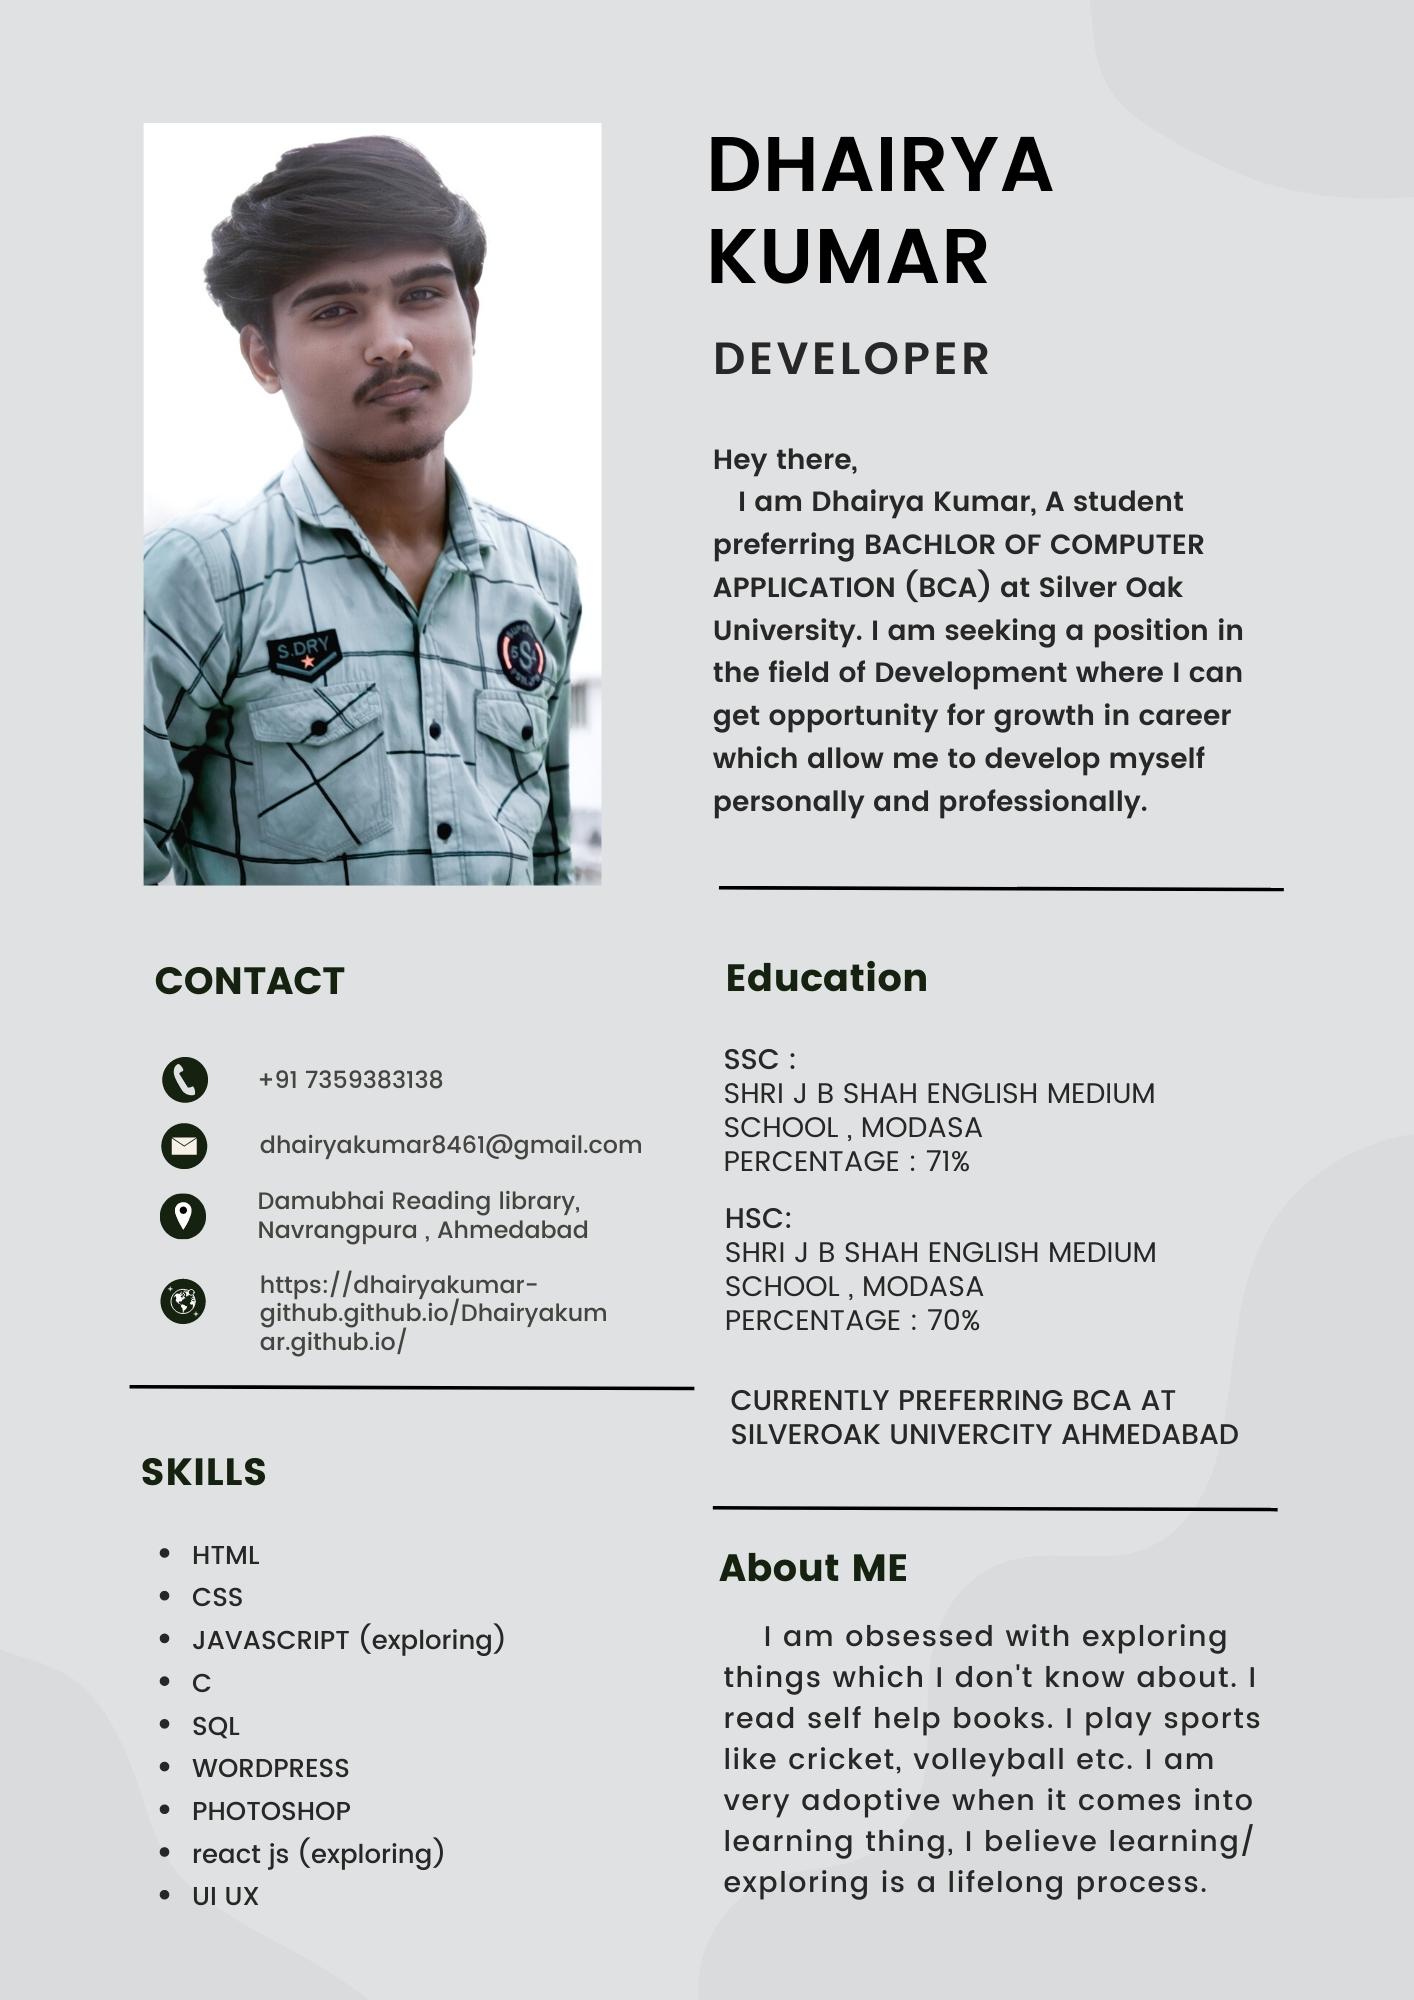 DHAIRYA
KUMAR
DEVELOPER
Hey there,
I am Dhairya Kumar, A student
preferring BACHLOR OF COMPUTER
APPLICATION (BCA) at Silver Oak
University. I am seeking a position in
the field of Development where I can
get opportunity for growth in career
which allow me to develop myself
personally and professionally.
S.DRY
CONTACT
+91 7359383138
dhairyakumar8461@gmail.com
Damubhai Reading library,
Navrangpura , Ahmedabad
https://dhairyakumar-
github.github.io/Dhairyakum
ar.github.io/
SKILLS
• HTML
• CSS
• JAVASCRIPT (exploring)
• C
• SQL
• WORDPRESS
• PHOTOSHOP
• react js (exploring)
• UI UX
Education
SSC :
SHRI J B SHAH ENGLISH MEDIUM
SCHOOL , MODASA
PERCENTAGE : 71%
HSC:
SHRI J B SHAH ENGLISH MEDIUM
SCHOOL , MODASA
PERCENTAGE : 70%
CURRENTLY PREFERRING BCA AT
SILVEROAK UNIVERCITY AHMEDABAD
About ME
I am obsessed with exploring
things which I don't know about. I
read self help books. I play sports
like cricket, volleyball etc. I am
very adoptive when it comes into
learning thing, I believe learning/
exploring is a lifelong process.